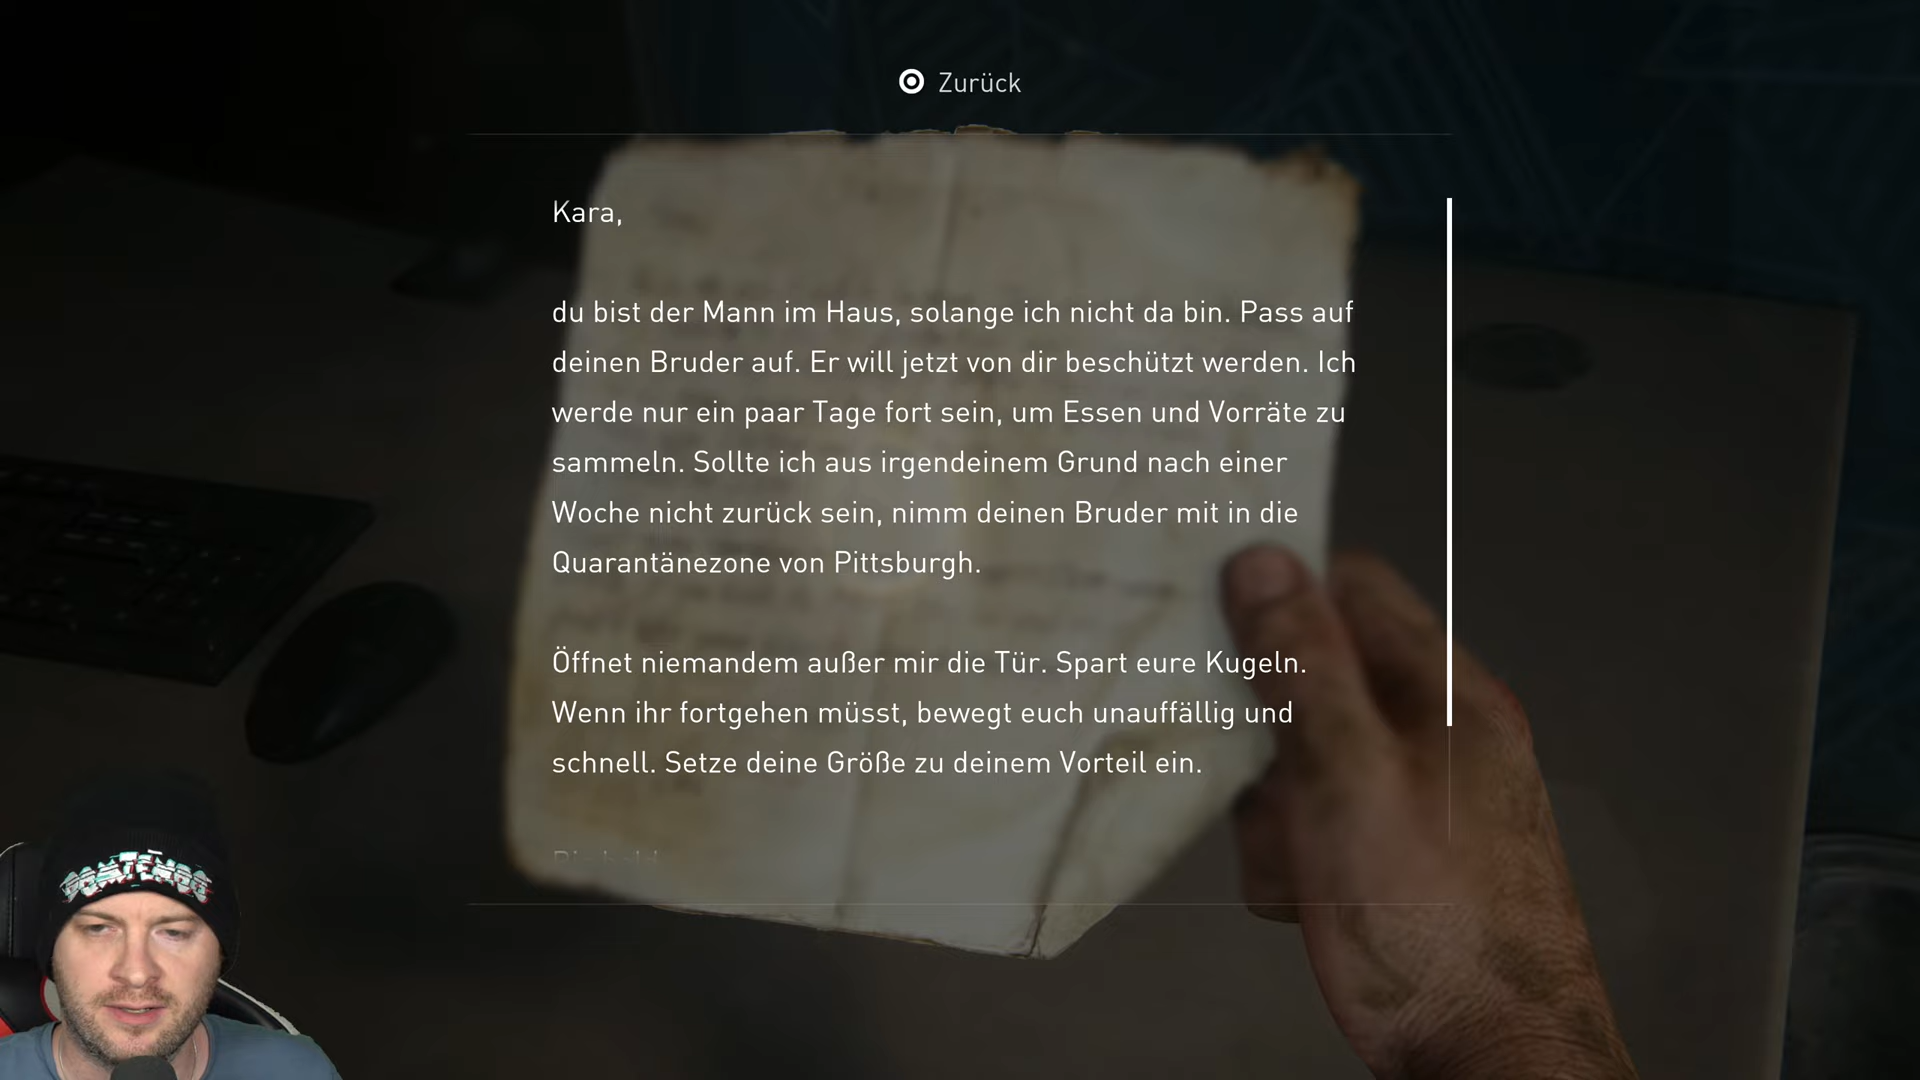 Zurück
Kara,
du bist der Mann im Haus, solange ich nicht da bin. Pass auf
deinen Bruder auf. Er will jetzt von dir beschützt werden. Ich
werde nur ein paar Tage fort sein, um Essen und Vorräte zu
sammeln. Sollte ich aus irgendeinem Grund nach einer
Woche nicht zurück sein, nimm deinen Bruder mit in die
Quarantänezone von Pittsburgh.
Öffnet niemandem außer mir die Tür. Spart eure Kugeln.
Wenn ihr fortgehen müsst, bewegt euch unauffällig und
schnell. Setze deine Größe zu deinem Vorteil ein.